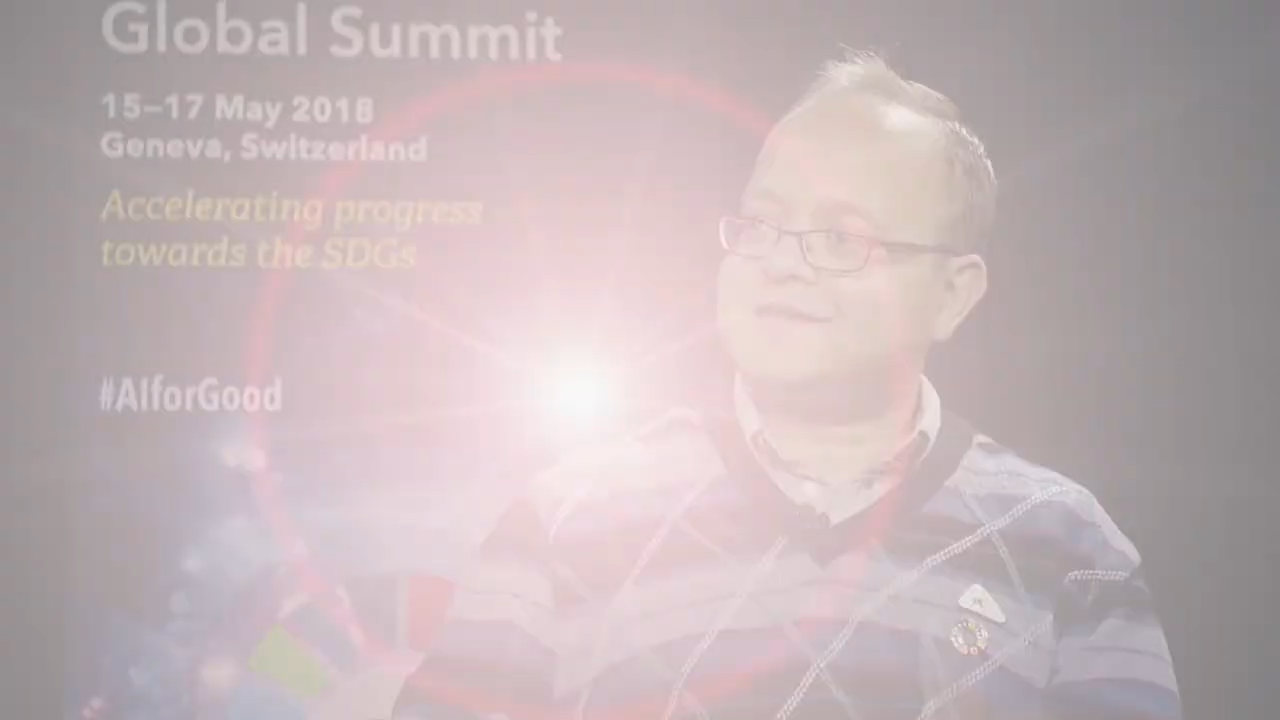 Global Summit
15–17 May 2018
Geneva, Switzerland
Accelerating progress
towards the SDGs
#AIforGood